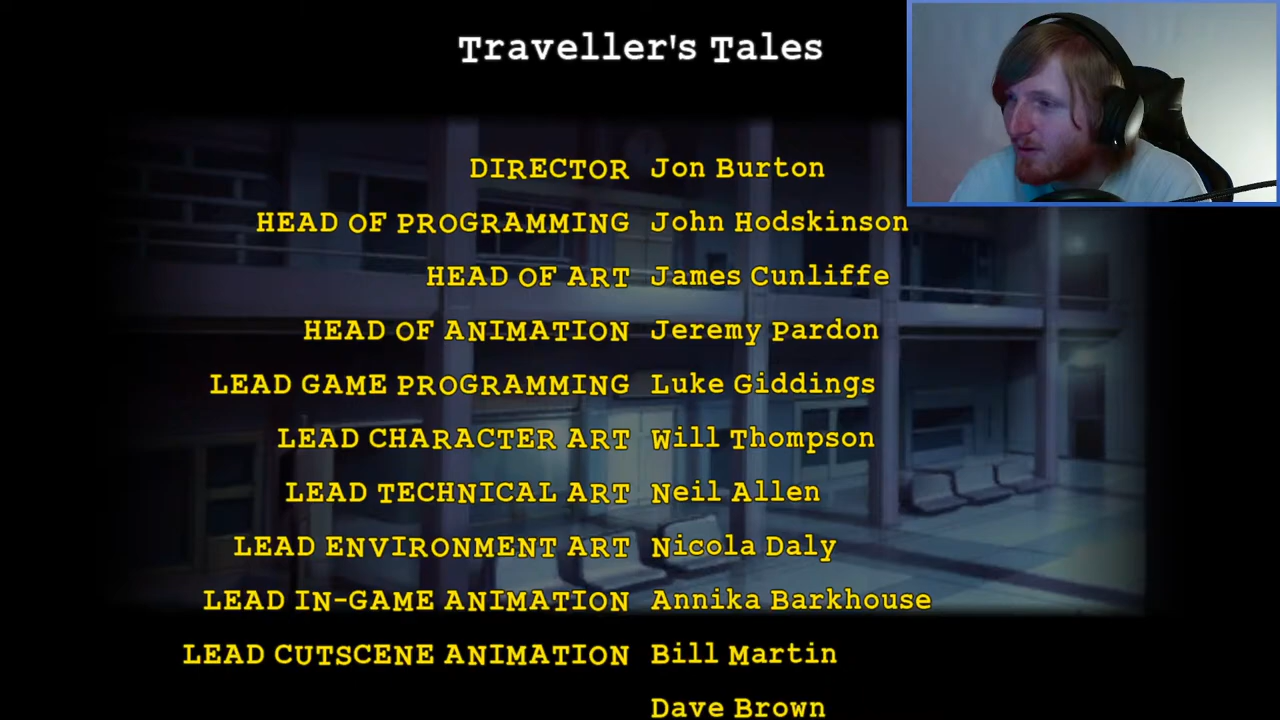 Traveller's Tales
DIRECTOR Jon Burton
HEAD OF PROGRAMMING John Hodskinson
HEAD OF ART James Cunliffe
HEAD OF ANIMATION Jeremy Pardon
LEAD GAME PROGRAMMING Luke Giddings
LEAD CHARACTER ART Will Thompson
LEAD TECHNICAL ART Neil Allen
LEAD ENVIRONMENT ART Nicola Daly
LEAD IN-GAME ANIMATION Annika Barkhouse
LEAD CUTSCENE ANIMATION Bill Martin
Dave Brown